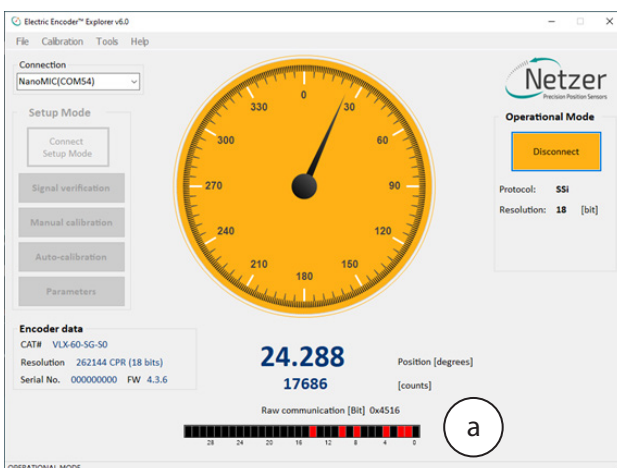 Electric Encoder™ Explorer v6.0
File Calibration Tools Help
Connection
NanoMIC(COM54)
Netzer
Precision Position Sensors
Setup Mode
Connect
Setup Mode
Signal verification
Manual calibration
Auto-calibration
Parameters
0
30
60
90
120
150
180
210
240
270
300
330
Operational Mode
Disconnect
Protocol: SSi
Resolution: 18 [bit]
Encoder data
CAT# VLX-60-SG-S0
Resolution 262144 CPR (18 bits)
Serial No. 000000000 FW 4.3.6
24.288 Position [degrees]
17686 [counts]
Raw communication [Bit] 0x4516
28 24 20 16 12 8 4 0
a
OPERATIONAL MODE